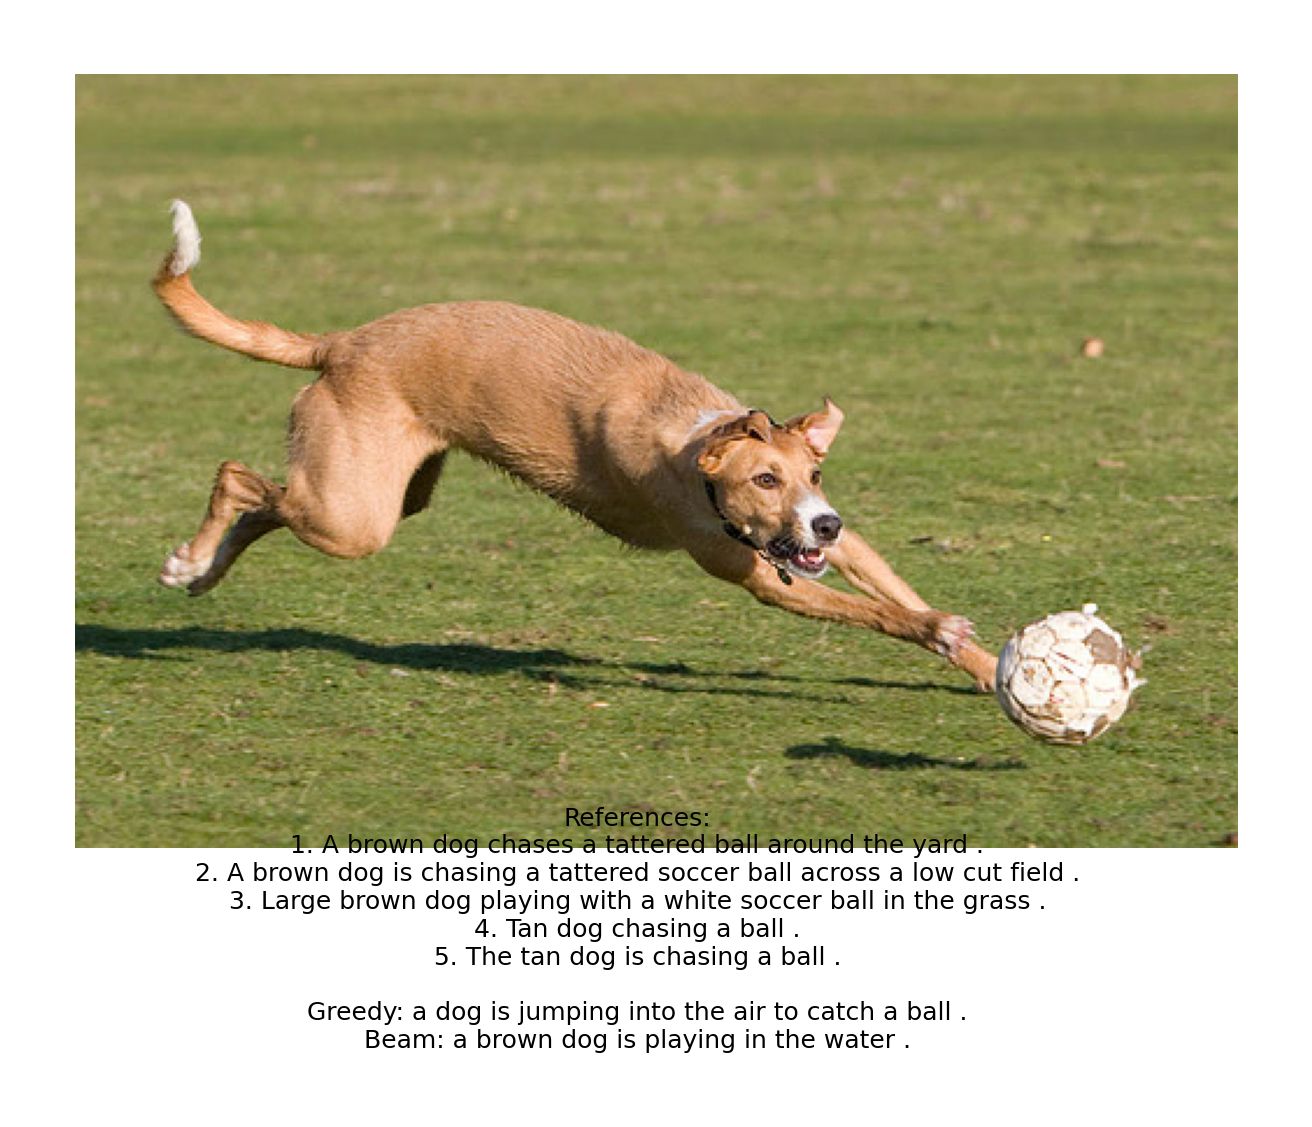 References:
1. A brown dog chases a tattered ball around the yard .
2. A brown dog is chasing a tattered soccer ball across a low cut field .
3. Large brown dog playing with a white soccer ball in the grass .
4. Tan dog chasing a ball .
5. The tan dog is chasing a ball .
Greedy: a dog is jumping into the air to catch a ball .
Beam: a brown dog is playing in the water .